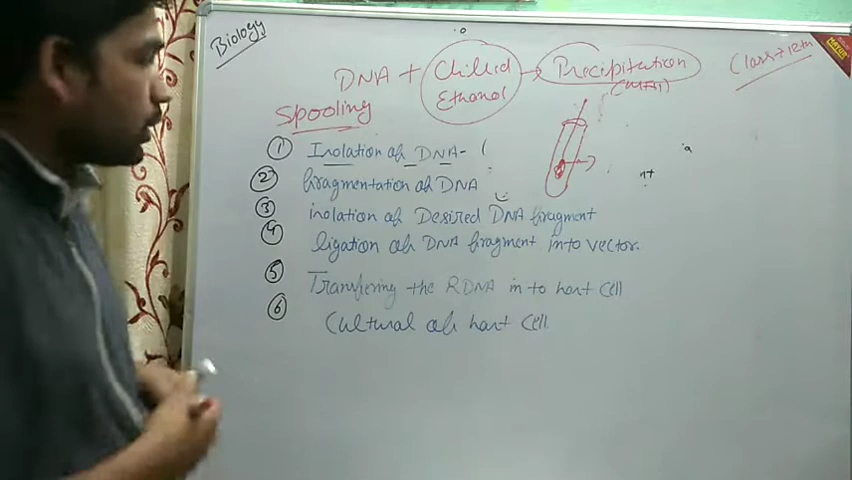 Biology
Class 12th
DNA + Chilled Ethanol → Precipitation
Spooling
① Isolation of DNA- (
② fragmentation of DNA
③ isolation of Desired DNA fragment
④ ligation of DNA fragment into vector.
⑤ Transfering the RDNA in to host cell
⑥ Cultural of host cell